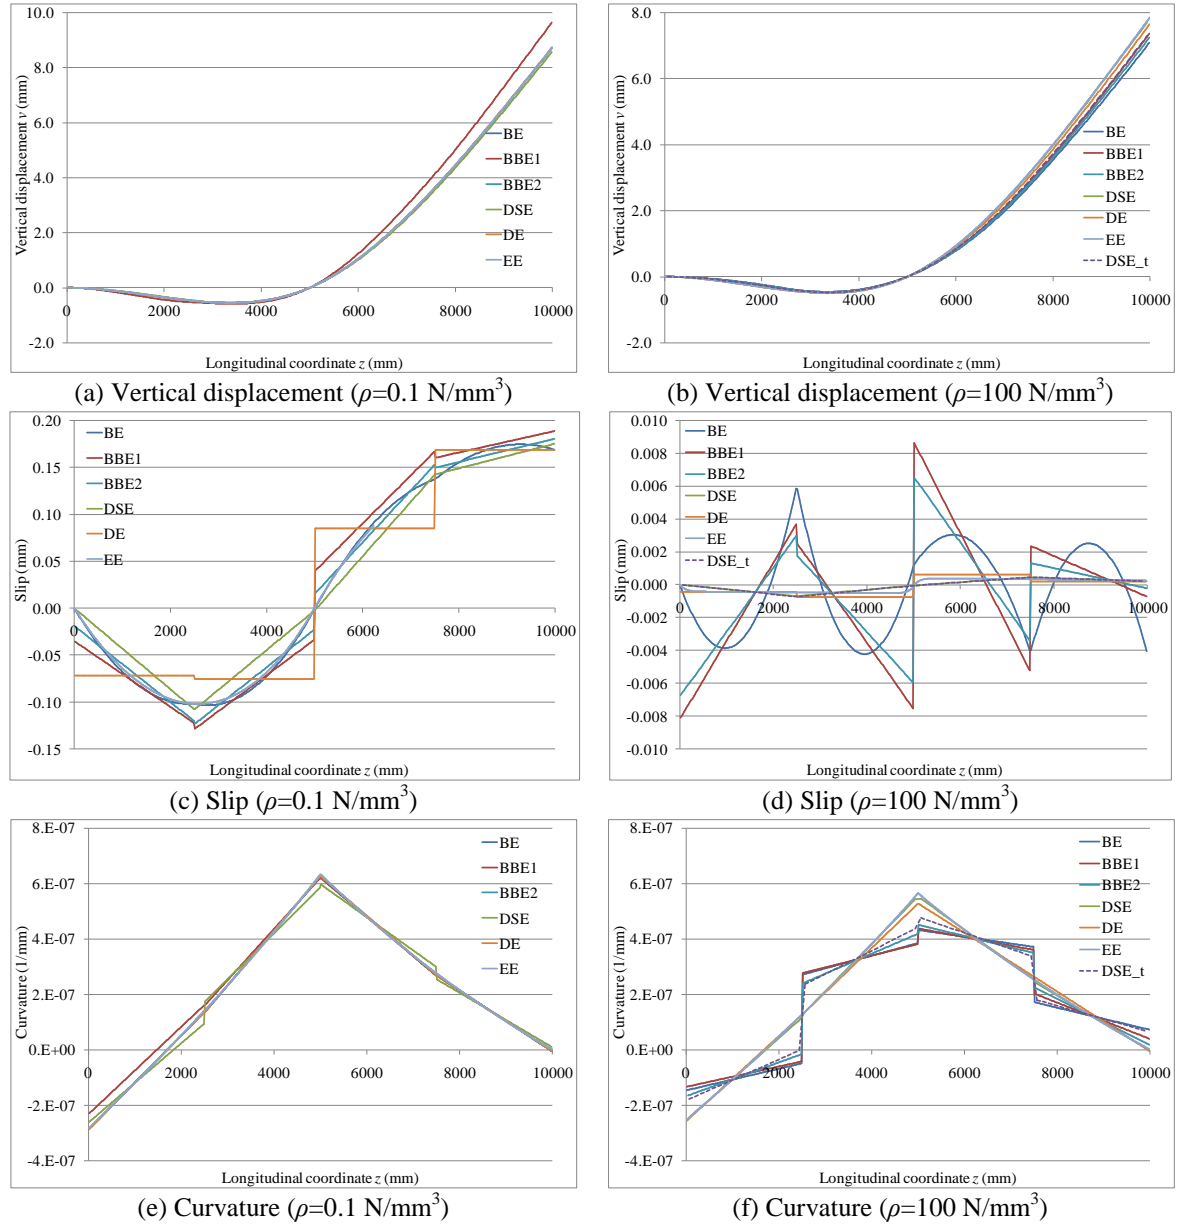 10.0
8.0
6.0
4.0
2.0
0.0
-2.0
0
2000
4000
6000
8000
10000
Vertical displacement v (mm)
Longitudinal coordinate z (mm)
BE
BBE1
BBE2
DSE
DE
EE
(a) Vertical displacement (ρ=0.1 N/mm³)
8.0
6.0
4.0
2.0
0.0
-2.0
0
2000
4000
6000
8000
10000
Vertical displacement v (mm)
Longitudinal coordinate z (mm)
BE
BBE1
BBE2
DSE
DE
EE
DSE_t
(b) Vertical displacement (ρ=100 N/mm³)
0.20
0.15
0.10
0.05
0.00
-0.05
-0.10
-0.15
0
2000
4000
6000
8000
10000
Slip (mm)
Longitudinal coordinate z (mm)
BE
BBE1
BBE2
DSE
DE
EE
(c) Slip (ρ=0.1 N/mm³)
0.010
0.008
0.006
0.004
0.002
0.000
-0.002
-0.004
-0.006
-0.008
-0.010
0
2000
4000
6000
8000
10000
Slip (mm)
Longitudinal coordinate z (mm)
BE
BBE1
BBE2
DSE
DE
EE
DSE_t
(d) Slip (ρ=100 N/mm³)
8.E-07
6.E-07
4.E-07
2.E-07
0.E+00
-2.E-07
-4.E-07
0
2000
4000
6000
8000
10000
Curvature (1/mm)
Longitudinal coordinate z (mm)
BE
BBE1
BBE2
DSE
DE
EE
(e) Curvature (ρ=0.1 N/mm³)
8.E-07
6.E-07
4.E-07
2.E-07
0.E+00
-2.E-07
-4.E-07
0
2000
4000
6000
8000
10000
Curvature (1/mm)
Longitudinal coordinate z (mm)
BE
BBE1
BBE2
DSE
DE
EE
DSE_t
(f) Curvature (ρ=100 N/mm³)